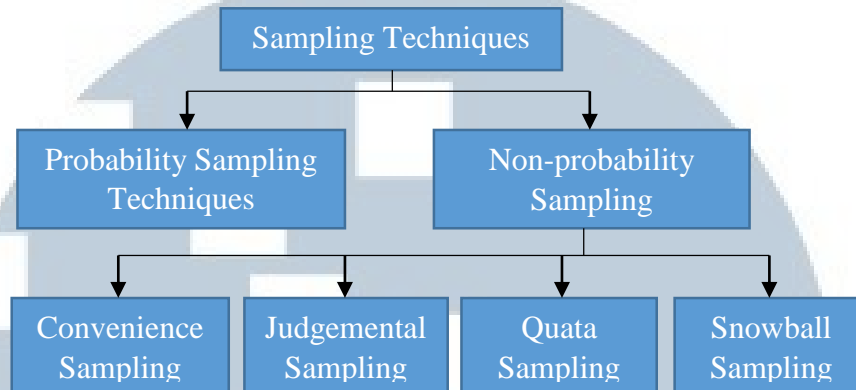 Sampling Techniques
Probability Sampling
Techniques
Non-probability
Sampling
Convenience
Sampling
Judgemental
Sampling
Quata
Sampling
Snowball
Sampling